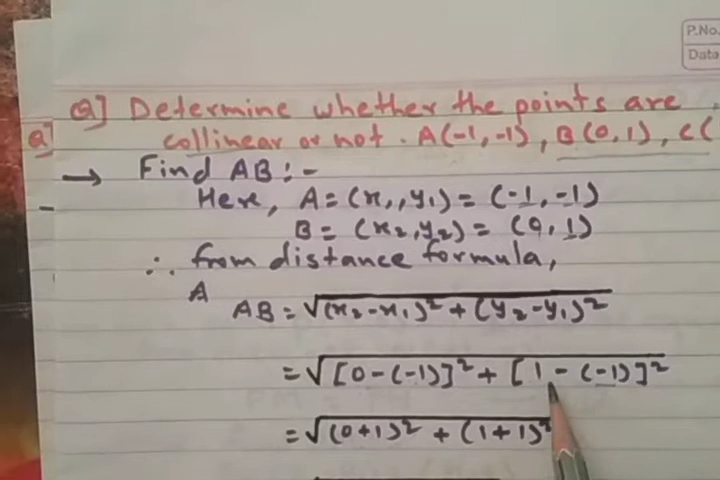 P.No.
Data
Q] Determine whether the points are
Q] collinear or not. A(-1,-1), B(0,1), C(
→ Find AB:-
Here, A=(x₁,y₁)=(-1,-1)
B=(x₂,y₂)=(0,1)
∴ from distance formula,
A
AB=√(x₂-x₁)²+(y₂-y₁)²
=√[0-(-1)]²+[1-(-1)]²
=√(0+1)²+(1+1)²